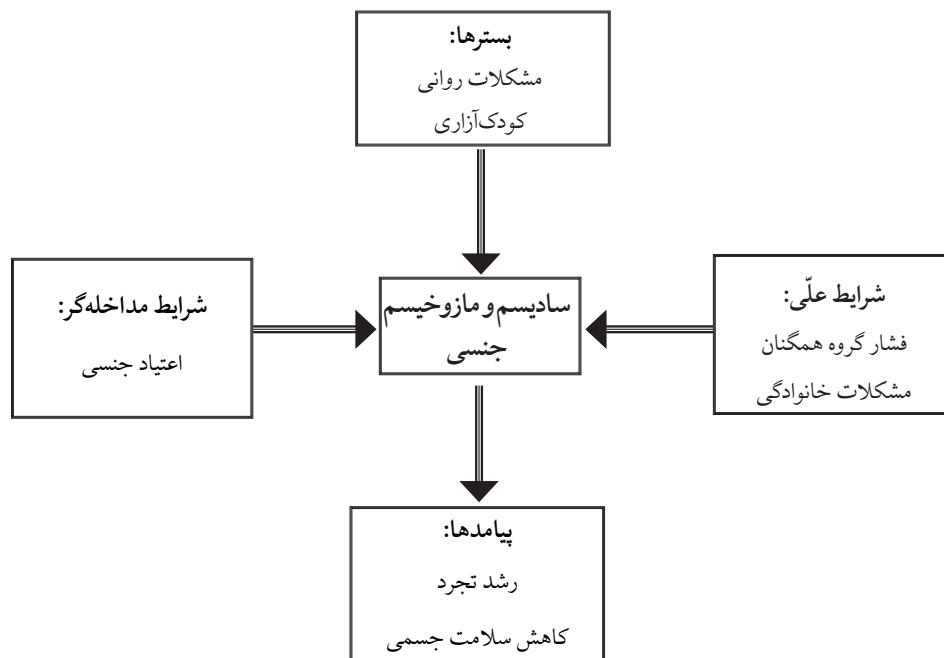 بسترها:
مشکلات روانی
کودک‌آزاری
شرایط علّی:
فشار گروه همگنان
مشکلات خانوادگی
سادیسم و مازوخیسم
جنسی
شرایط مداخله‌گر:
اعتیاد جنسی
پیامدها:
رشد تجرد
کاهش سلامت جسمی